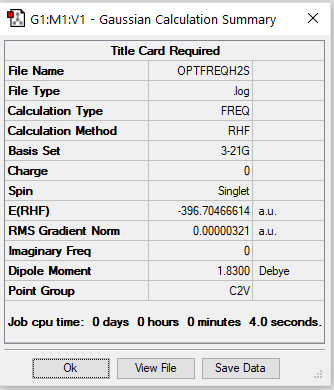 G1:M1:V1 - Gaussian Calculation Summary
Title Card Required
File Name OPTFREQH2S
File Type .log
Calculation Type FREQ
Calculation Method RHF
Basis Set 3-21G
Charge 0
Spin Singlet
E(RHF) -396.70466614 a.u.
RMS Gradient Norm 0.00000321 a.u.
Imaginary Freq 0
Dipole Moment 1.8300 Debye
Point Group C2V
Job cpu time: 0 days 0 hours 0 minutes 4.0 seconds.
Ok View File Save Data